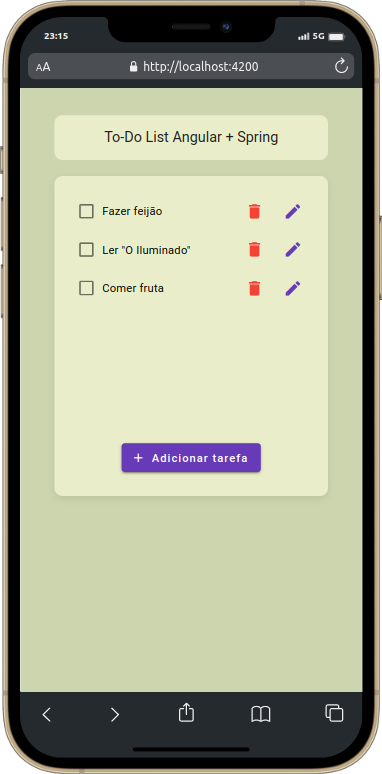 23:15
5G
AA
http://localhost:4200
To-Do List Angular + Spring
Fazer feijão
Ler "O Iluminado"
Comer fruta
+ Adicionar tarefa